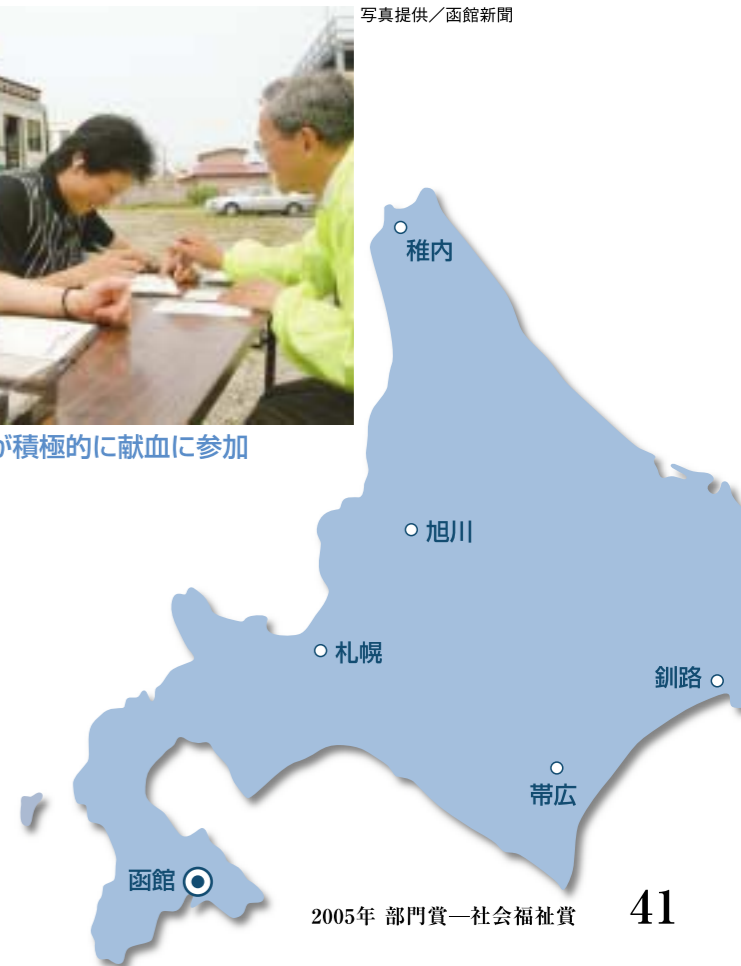 写真提供／函館新聞
が積極的に献血に参加
稚内
旭川
札幌
釧路
帯広
函館
2005年 部門賞―社会福祉賞 41